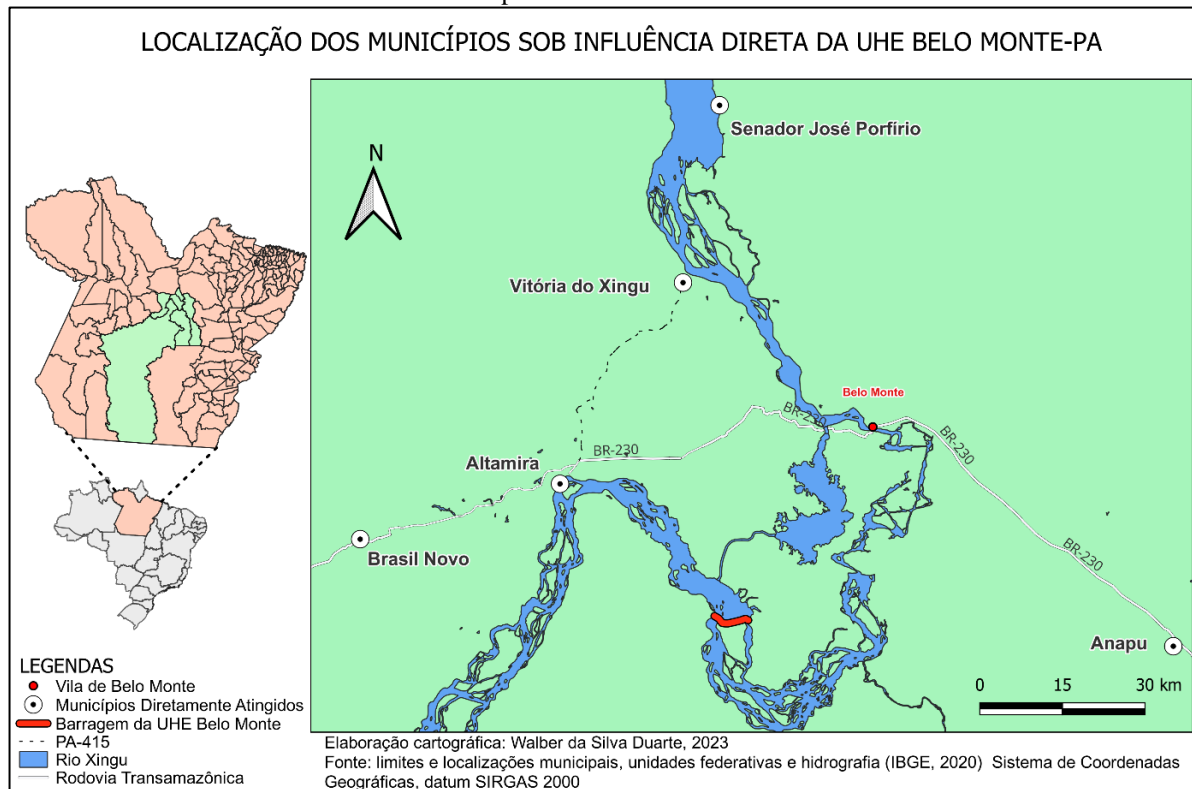 LOCALIZAÇÃO DOS MUNICÍPIOS SOB INFLUÊNCIA DIRETA DA UHE BELO MONTE-PA
N
Senador José Porfírio
Vitória do Xingu
Belo Monte
BR-230
BR-230
BR-230
Altamira
Brasil Novo
BR-230
Anapu
0 15 30 km
LEGENDAS
Vila de Belo Monte
Municípios Diretamente Atingidos
Barragem da UHE Belo Monte
PA-415
Rio Xingu
Rodovia Transamazônica
Elaboração cartográfica: Walber da Silva Duarte, 2023
Fonte: limites e localizações municipais, unidades federativas e hidrografia (IBGE, 2020) Sistema de Coordenadas
Geográficas, datum SIRGAS 2000